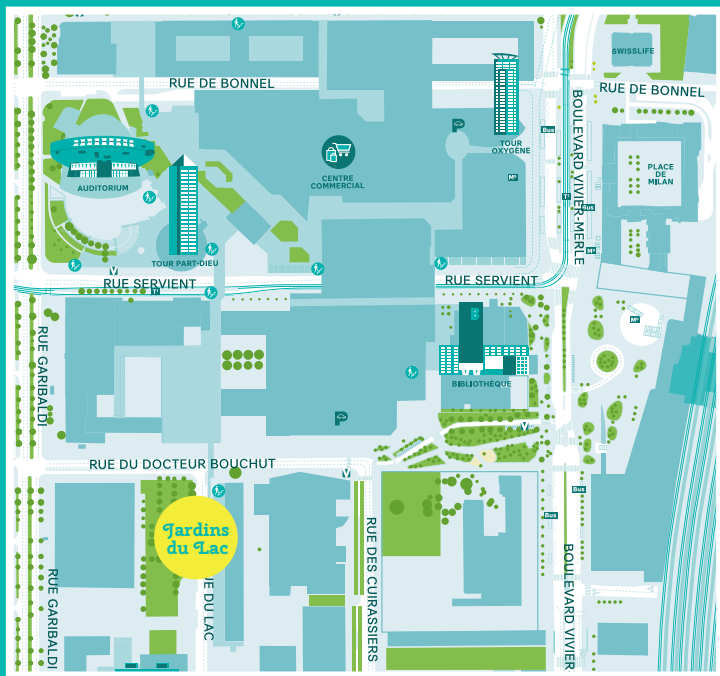 SWISSLIFE
RUE DE BONNEL
RUE DE BONNEL
BOULEVARD VIVIER-MERLE
P
TOUR
OXYGÈNE
Bus
M
CENTRE
COMMERCIAL
AUDITORIUM
PLACE
DE
MILAN
T
Bus
M
TOUR PART-DIEU
V
RUE SERVIENT
RUE SERVIENT
T
M
B
BIBLIOTHÈQUE
RUE GARIBALDI
P
V
RUE DU DOCTEUR BOUCHUT
V
Bus
Bus
Jardins
du Lac
RUE DES CUIRASSIERS
BOULEVARD VIVIER
RUE GARIBALDI
UE DU LAC